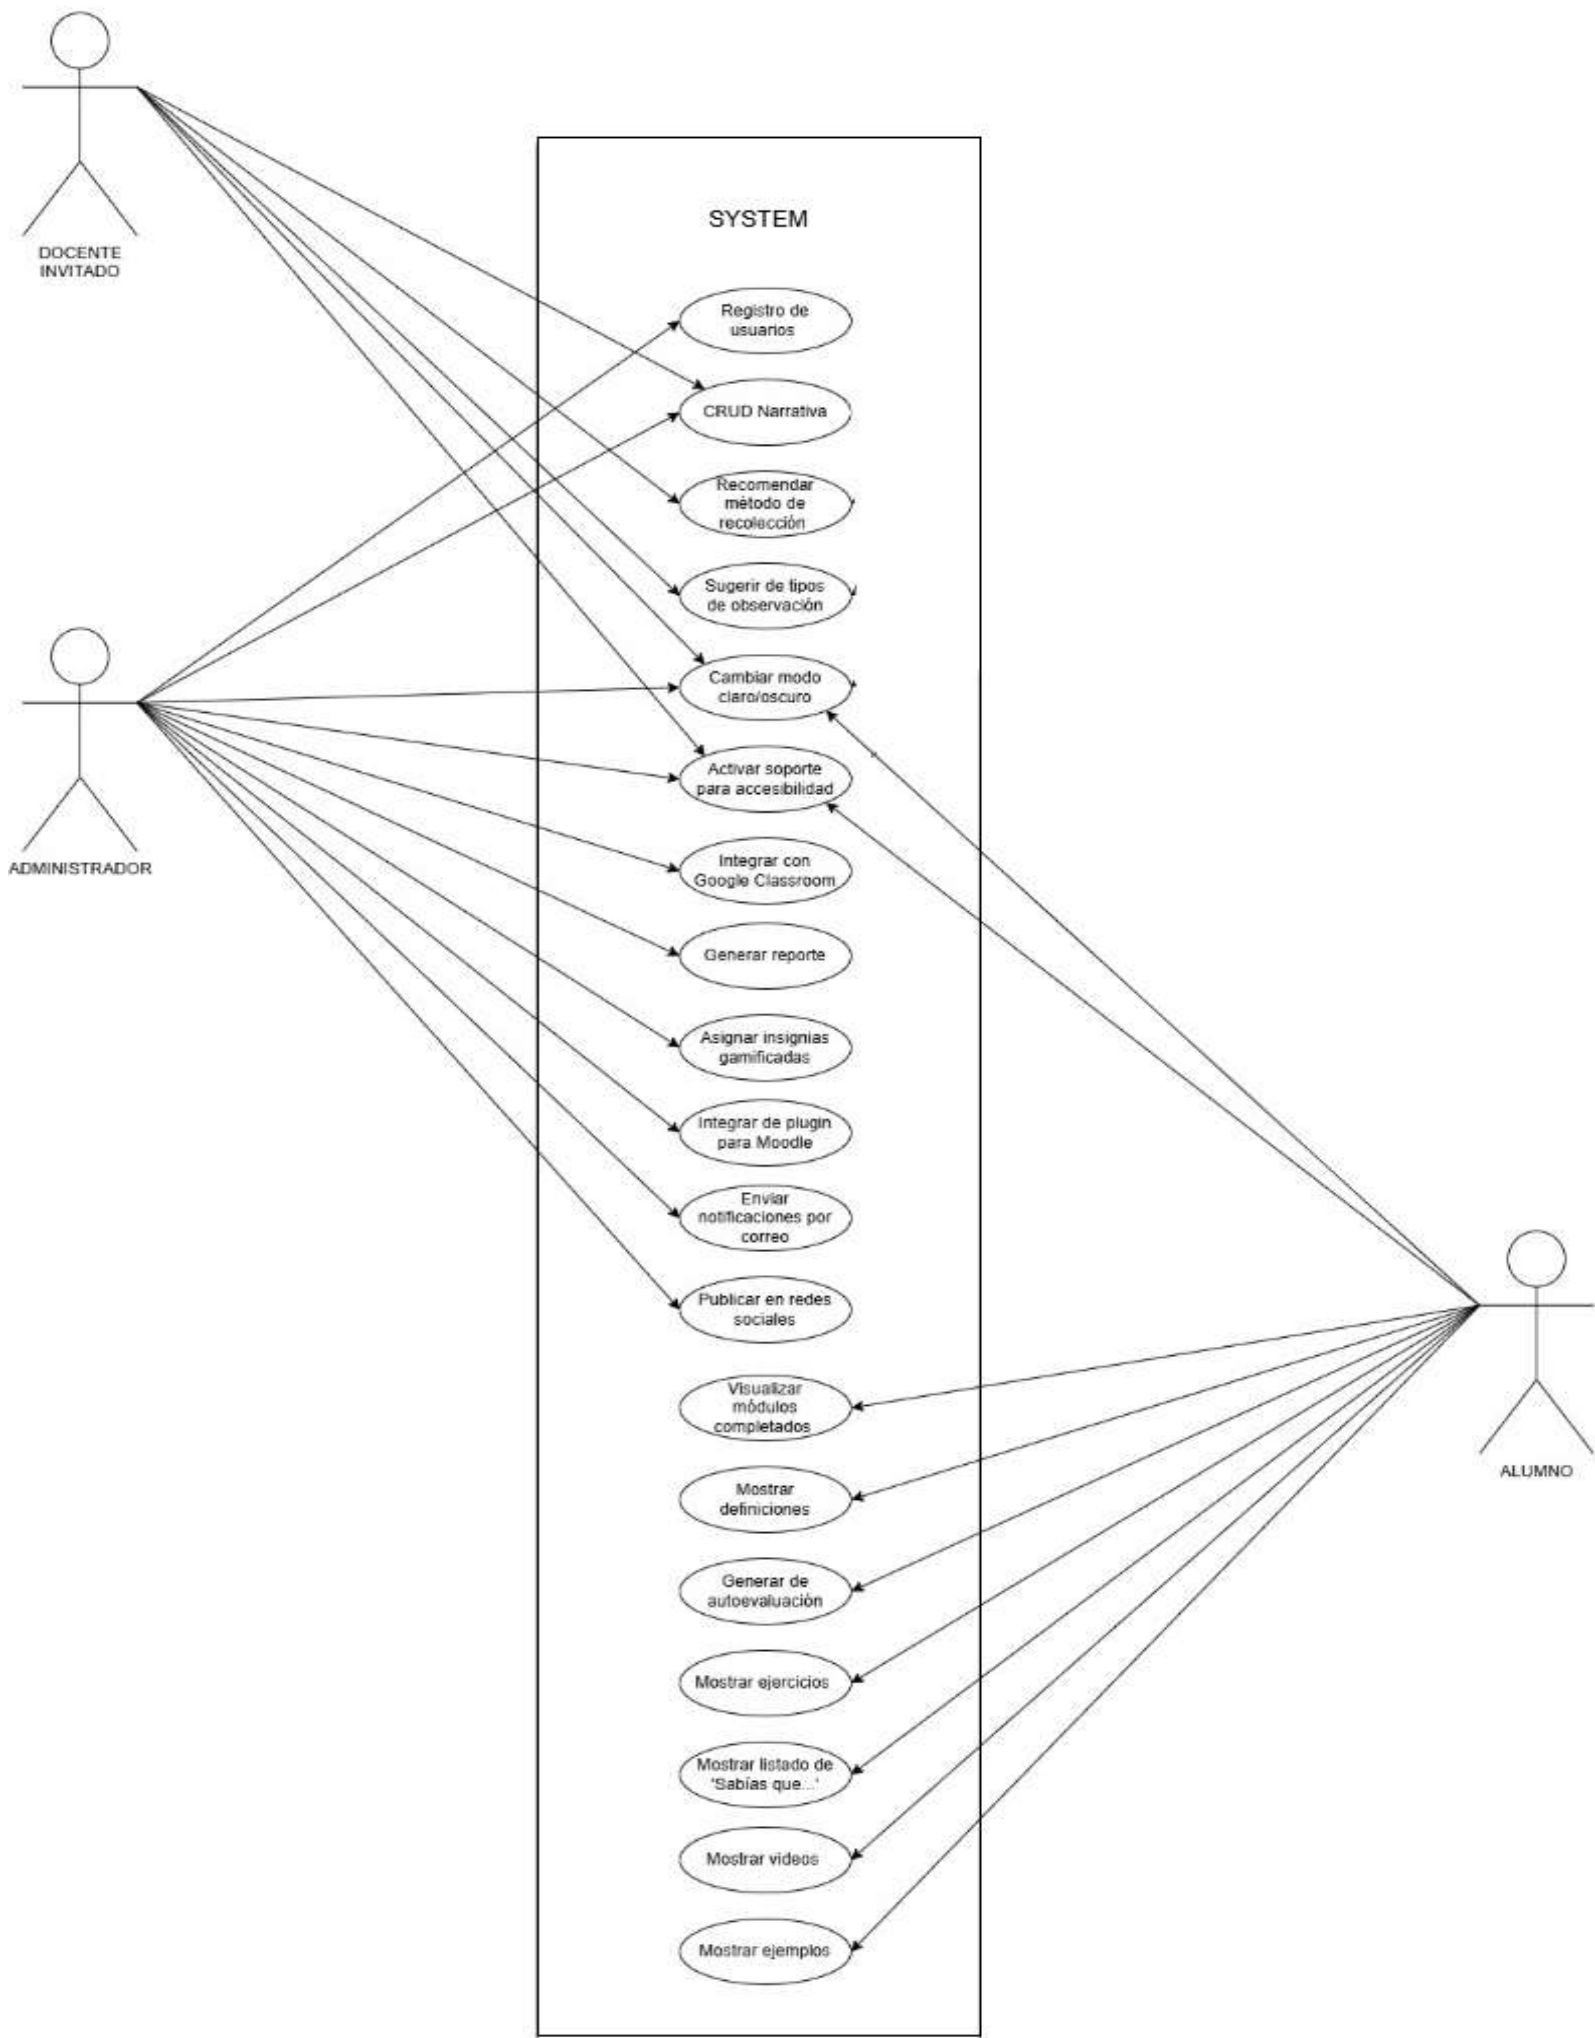 DOCENTE
INVITADO
SYSTEM
Registro de
usuarios
CRUD Narrativa
Recomendar
método de
recolección
Sugerir de tipos
de observación
Cambiar modo
claro/oscuro
Activar soporte
para accesibilidad
ADMINISTRADOR
Integrar con
Google Classroom
Generar reporte
Asignar insignias
gamificadas
Integrar de plugin
para Moodle
Enviar
notificaciones por
correo
Publicar en redes
sociales
Visualizar
módulos
completados
ALUMNO
Mostrar
definiciones
Generar de
autoevaluación
Mostrar ejercicios
Mostrar listado de
'Sabías que...'
Mostrar videos
Mostrar ejemplos